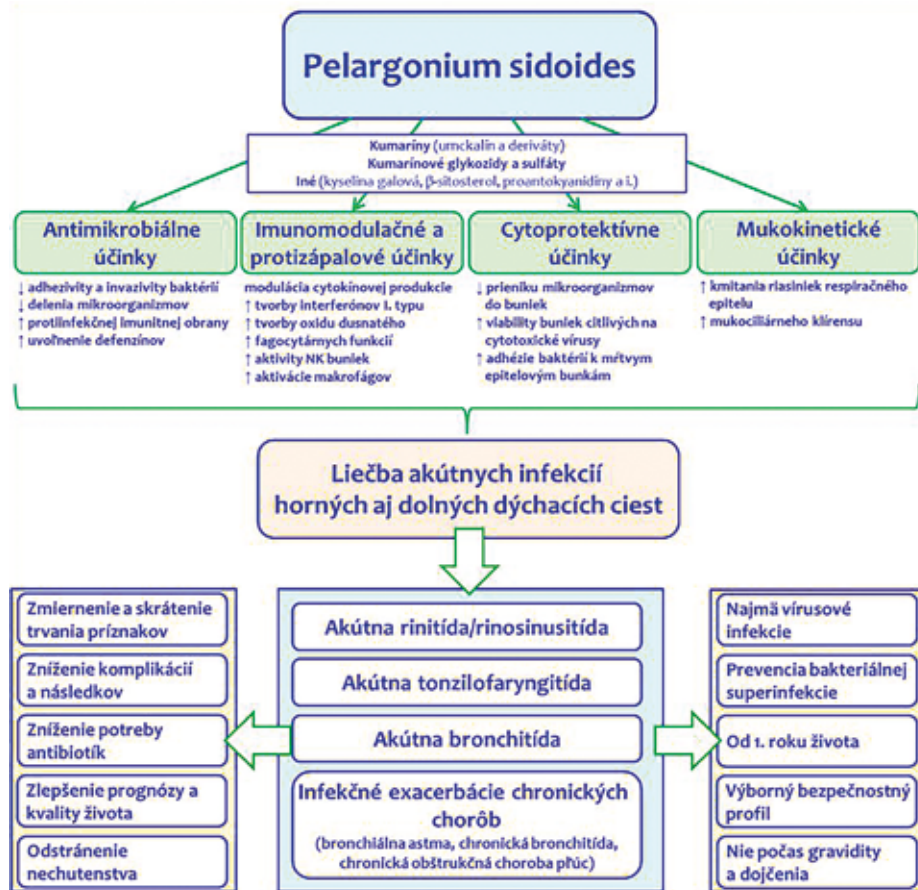 Pelargonium sidoides
Kumaríny (umckalín a deriváty)
Kumarínové glykozidy a sulfáty
Iné (kyselina galová, β-sitosterol, proantokyanidíny a i.)
Antimikrobiálne
účinky
↓ adhezivity a invazivity baktérií
↓ delenia mikroorganizmov
↑ protiinfekčnej imunitnej obrany
↑ uvoľnenie defenzínov
Imunomodulačné a
protizápalové účinky
modulácia cytokínovej produkcie
↑ tvorby interferónov I. typu
↑ tvorby oxidu dusnatého
↑ fagocytárnych funkcií
↑ aktivity NK buniek
↑ aktivácie makrofágov
Cytoprotektívne
účinky
↓ prieniku mikroorganizmov
do buniek
↑ viability buniek citlivých na
cytotoxické vírusy
↑ adhézie baktérií k mŕtvym
epitelovým bunkám
Mukokinetické
účinky
↑ kmitania riasiniek respiračného
epitelu
↑ mukociliárneho klírensu
Liečba akútnych infekcií
horných aj dolných dýchacích ciest
Zmiernenie a skrátenie
trvania príznakov
Zníženie komplikácií
a následkov
Zníženie potreby
antibiotík
Zlepšenie prognózy a
kvality života
Odstránenie
nechutenstva
Akútna rinitída/rinosinusitída
Akútna tonzilofaryngitída
Akútna bronchitída
Infekčné exacerbácie chronických
chorôb
(bronchiálna astma, chronická bronchitída,
chronická obštrukčná choroba pľúc)
Najmä vírusové
infekcie
Prevencia bakteriálnej
superinfekcie
Od 1. roku života
Výborný bezpečnostný
profil
Nie počas gravidity
a dojčenia